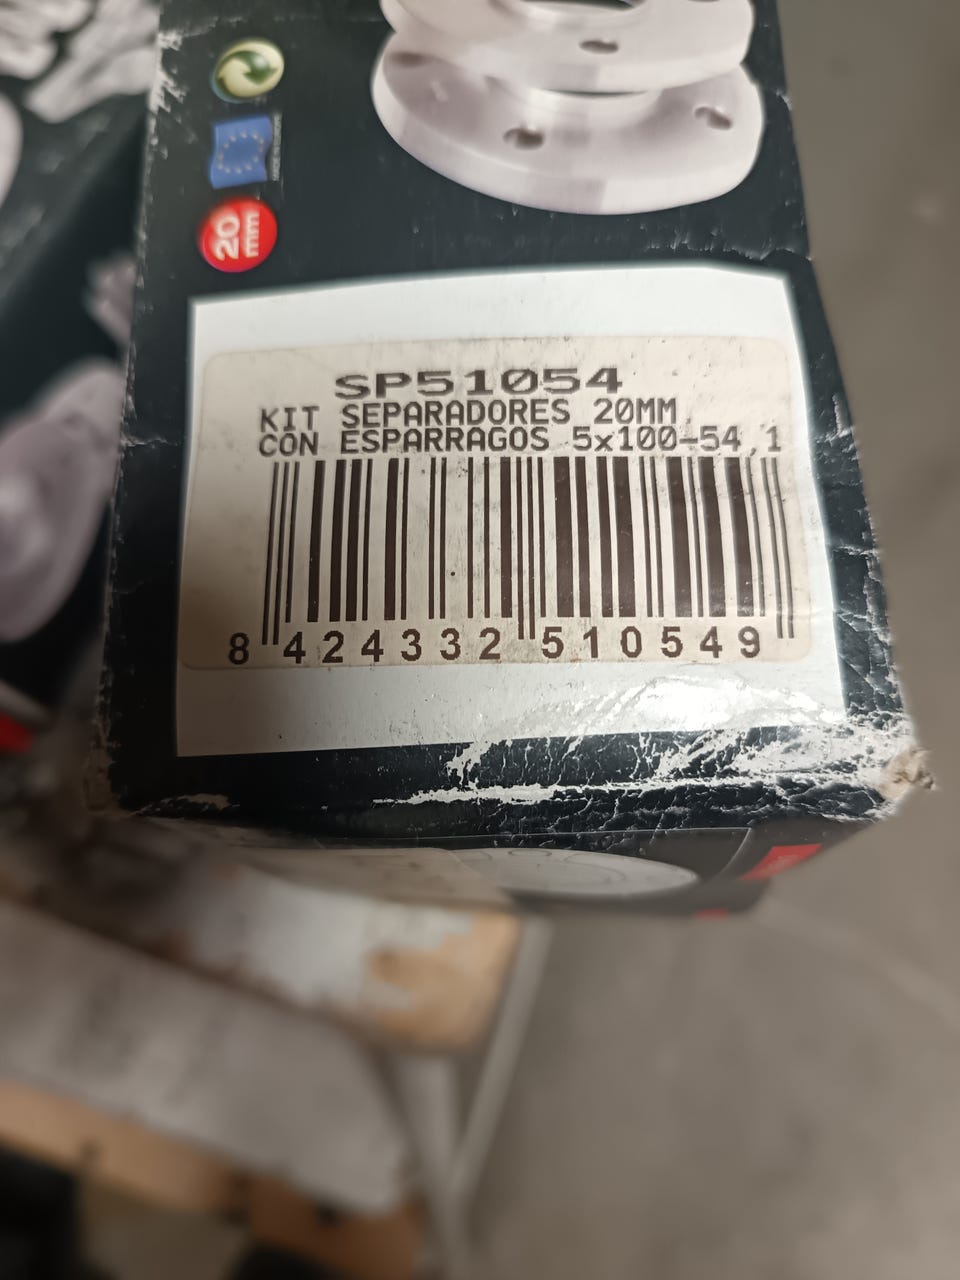 20
mm
SP51054
KIT SEPARADORES 20MM
CON ESPARRAGOS 5x100-54,1
8 424332 510549